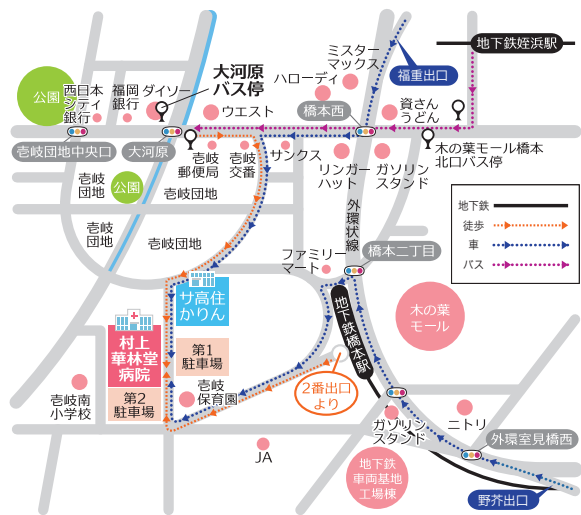 地下鉄姪浜駅
ミスター
マックス
福重出口
ハローディ
橋本西
資さん
うどん
大河原
バス停
公園
西日本
シティ
銀行
福岡
銀行
ダイソー
ウエスト
壱岐団地中央口
大河原
木の葉モール橋本
北口バス停
壱岐
郵便局
壱岐
交番
サンクス
リンガー
ハット
ガソリン
スタンド
壱岐
団地
公園
壱岐団地
壱岐
団地
壱岐団地
外環状線
地下鉄
徒歩
車
バス
ファミリー
マート
橋本二丁目
サ高住
かりん
地下鉄橋本駅
木の葉
モール
村上
華林堂
病院
第1
駐車場
第2
駐車場
壱岐
保育園
2番出口
より
壱岐南
小学校
ガソリン
スタンド
ニトリ
外環室見橋西
JA
地下鉄
車両基地
工場棟
野芥出口